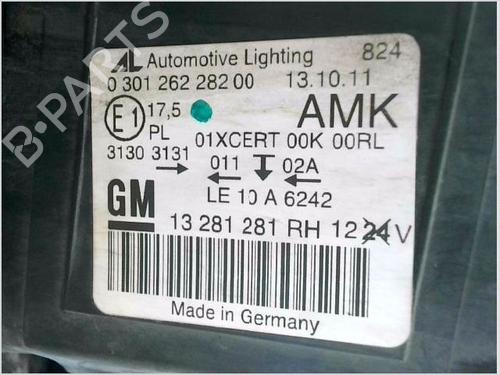 AL Automotive Lighting 824
0 301 262 282 00 13.10.11
E1 17,5 AMK
PL 01XCERT 00K 00RL
3130 3131 011 02A
LE 10 A 6242
GM 13 281 281 RH 12 24 V
Made in Germany
B-PARTS